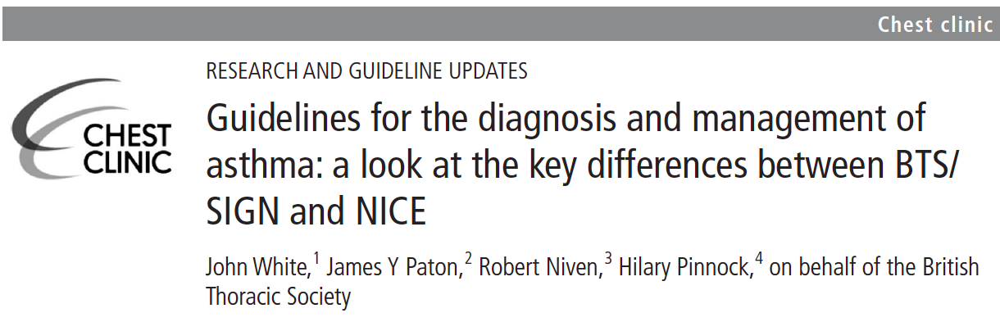 Chest clinic
CHEST
CLINIC
RESEARCH AND GUIDELINE UPDATES
Guidelines for the diagnosis and management of
asthma: a look at the key differences between BTS/
SIGN and NICE
John White,1 James Y Paton,2 Robert Niven,3 Hilary Pinnock,4 on behalf of the British
Thoracic Society